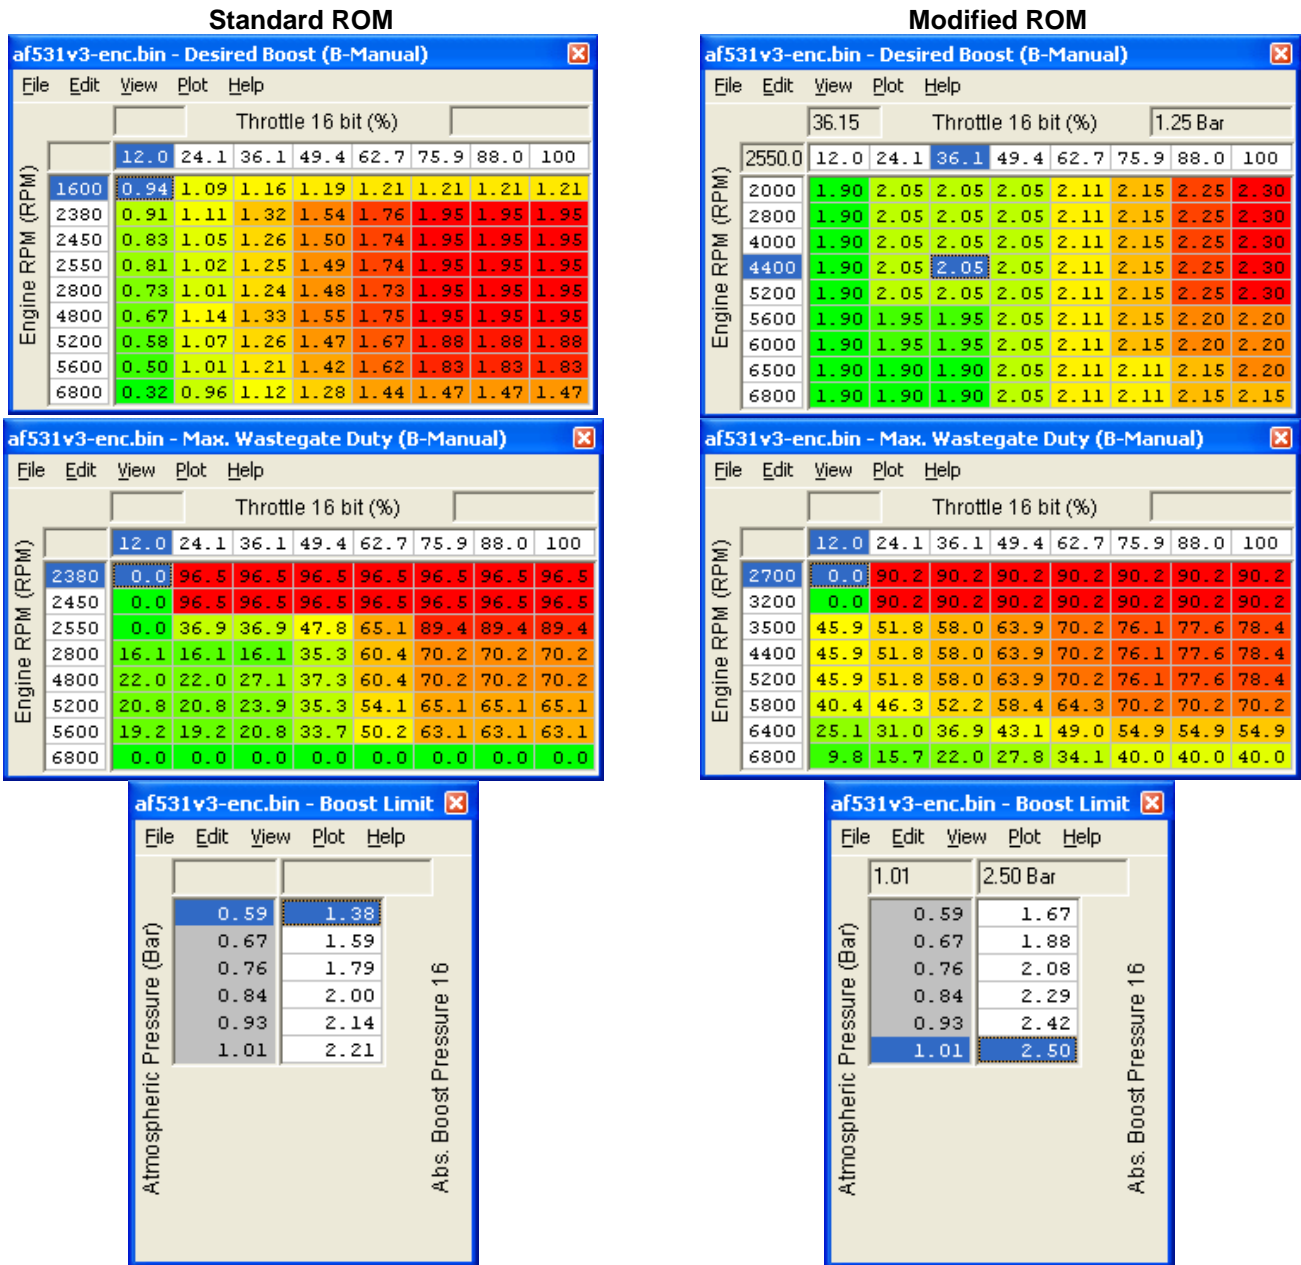 Standard ROM
af531v3-enc.bin - Desired Boost (B-Manual)
File Edit View Plot Help
Throttle 16 bit (%)
Engine RPM (RPM)
12.0 24.1 36.1 49.4 62.7 75.9 88.0 100
1600 0.94 1.09 1.16 1.19 1.21 1.21 1.21 1.21
2380 0.91 1.11 1.32 1.54 1.76 1.95 1.95 1.95
2450 0.83 1.05 1.26 1.50 1.74 1.95 1.95 1.95
2550 0.81 1.02 1.25 1.49 1.74 1.95 1.95 1.95
2800 0.73 1.01 1.24 1.48 1.73 1.95 1.95 1.95
4800 0.67 1.14 1.33 1.55 1.75 1.95 1.95 1.95
5200 0.58 1.07 1.26 1.47 1.67 1.88 1.88 1.88
5600 0.50 1.01 1.21 1.42 1.62 1.83 1.83 1.83
6800 0.32 0.96 1.12 1.28 1.44 1.47 1.47 1.47
af531v3-enc.bin - Max. Wastegate Duty (B-Manual)
File Edit View Plot Help
Throttle 16 bit (%)
Engine RPM (RPM)
12.0 24.1 36.1 49.4 62.7 75.9 88.0 100
2380 0.0 96.5 96.5 96.5 96.5 96.5 96.5 96.5
2450 0.0 96.5 96.5 96.5 96.5 96.5 96.5 96.5
2550 0.0 36.9 36.9 47.8 65.1 89.4 89.4 89.4
2800 16.1 16.1 16.1 35.3 60.4 70.2 70.2 70.2
4800 22.0 22.0 27.1 37.3 60.4 70.2 70.2 70.2
5200 20.8 20.8 23.9 35.3 54.1 65.1 65.1 65.1
5600 19.2 19.2 20.8 33.7 50.2 63.1 63.1 63.1
6800 0.0 0.0 0.0 0.0 0.0 0.0 0.0 0.0
af531v3-enc.bin - Boost Limit
File Edit View Plot Help
Atmospheric Pressure (Bar)
0.59 1.38
0.67 1.59
0.76 1.79
0.84 2.00
0.93 2.14
1.01 2.21
Abs. Boost Pressure 16
Modified ROM
af531v3-enc.bin - Desired Boost (B-Manual)
File Edit View Plot Help
36.15 Throttle 16 bit (%) 1.25 Bar
Engine RPM (RPM)
2550.0 12.0 24.1 36.1 49.4 62.7 75.9 88.0 100
2000 1.90 2.05 2.05 2.05 2.11 2.15 2.25 2.30
2800 1.90 2.05 2.05 2.05 2.11 2.15 2.25 2.30
4000 1.90 2.05 2.05 2.05 2.11 2.15 2.25 2.30
4400 1.90 2.05 2.05 2.05 2.11 2.15 2.25 2.30
5200 1.90 2.05 2.05 2.05 2.11 2.15 2.25 2.30
5600 1.90 1.95 1.95 2.05 2.11 2.15 2.20 2.20
6000 1.90 1.95 1.95 2.05 2.11 2.15 2.20 2.20
6500 1.90 1.90 1.90 2.05 2.11 2.11 2.15 2.20
6800 1.90 1.90 1.90 2.05 2.11 2.11 2.15 2.15
af531v3-enc.bin - Max. Wastegate Duty (B-Manual)
File Edit View Plot Help
Throttle 16 bit (%)
Engine RPM (RPM)
12.0 24.1 36.1 49.4 62.7 75.9 88.0 100
2700 0.0 90.2 90.2 90.2 90.2 90.2 90.2 90.2
3200 0.0 90.2 90.2 90.2 90.2 90.2 90.2 90.2
3500 45.9 51.8 58.0 63.9 70.2 76.1 77.6 78.4
4400 45.9 51.8 58.0 63.9 70.2 76.1 77.6 78.4
5200 45.9 51.8 58.0 63.9 70.2 76.1 77.6 78.4
5800 40.4 46.3 52.2 58.4 64.3 70.2 70.2 70.2
6400 25.1 31.0 36.9 43.1 49.0 54.9 54.9 54.9
6800 9.8 15.7 22.0 27.8 34.1 40.0 40.0 40.0
af531v3-enc.bin - Boost Limit
File Edit View Plot Help
1.01 2.50 Bar
Atmospheric Pressure (Bar)
0.59 1.67
0.67 1.88
0.76 2.08
0.84 2.29
0.93 2.42
1.01 2.50
Abs. Boost Pressure 16